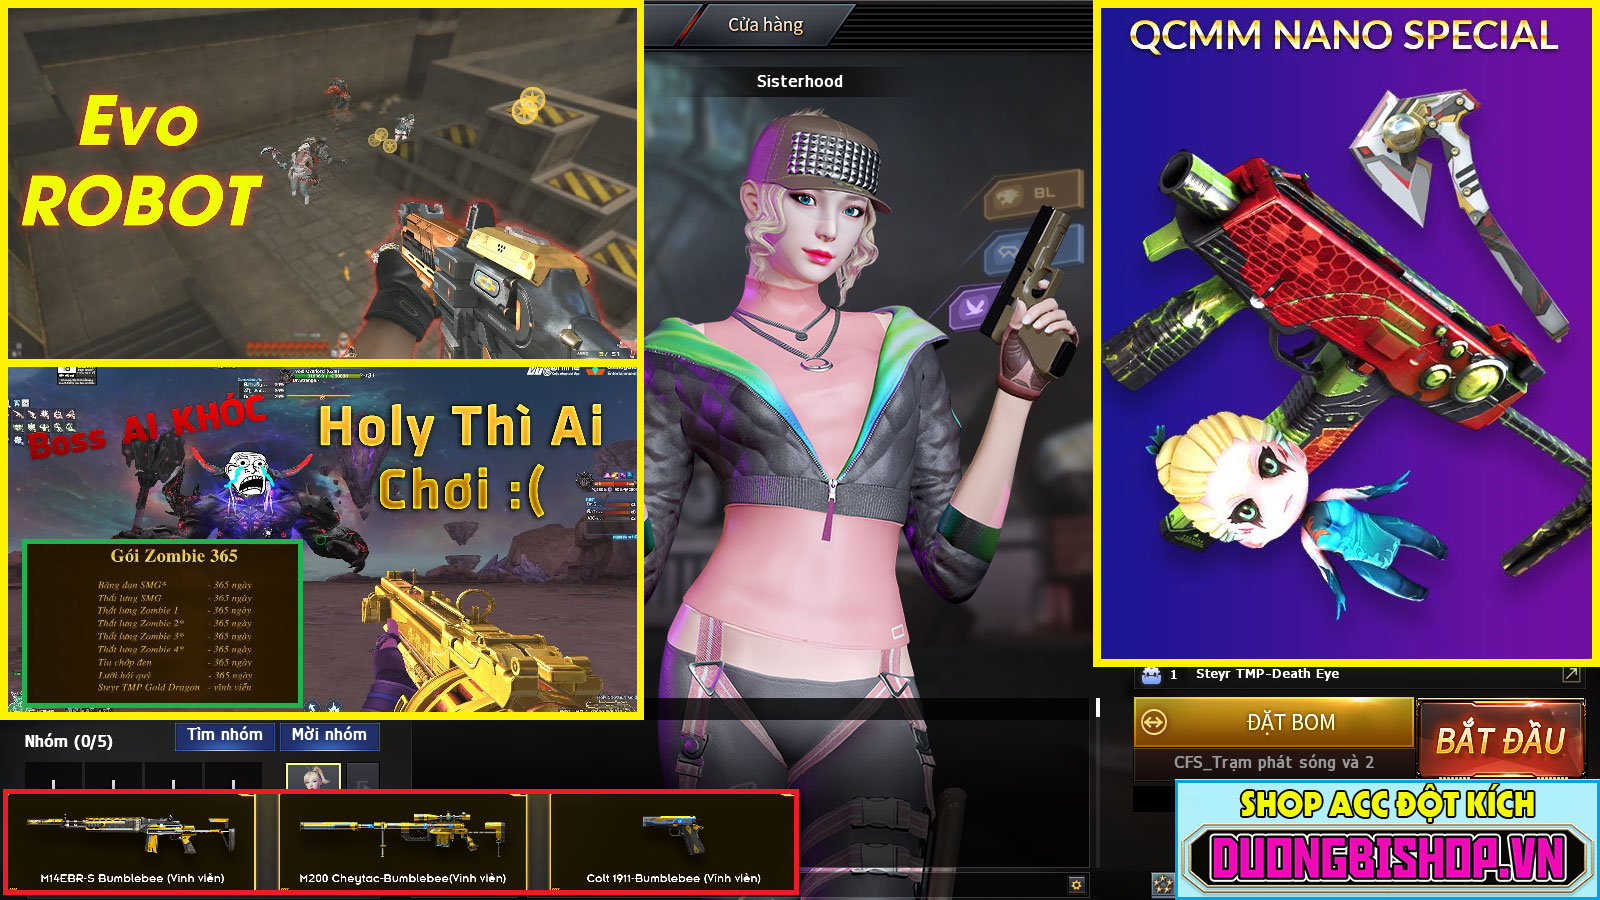 Evo
ROBOT
Boss AI KHÓC
Holy Thì Ai
Chơi :(
Gói Zombie 365
Băng đạn SMG* - 365 ngày
Thắt lưng SMG - 365 ngày
Thắt lưng Zombie 1 - 365 ngày
Thắt lưng Zombie 2* - 365 ngày
Thắt lưng Zombie 3* - 365 ngày
Thắt lưng Zombie 4* - 365 ngày
Tia chớp đen - 365 ngày
Lưỡi hái quỷ - 365 ngày
Steyr TMP Gold Dragon - vĩnh viễn
Cửa hàng
Sisterhood
BL
QCMM NANO SPECIAL
Nhóm (0/5)
Tìm nhóm
Mời nhóm
M14EBR-S Bumblebee (Vĩnh viễn)
M200 Cheytac-Bumblebee(Vĩnh viễn)
Colt 1911-Bumblebee (Vĩnh viễn)
1 Steyr TMP-Death Eye
ĐẶT BOM
CFS_Trạm phát sóng và 2
BẮT ĐẦU
SHOP ACC ĐỘT KÍCH
DUONGBISHOP.VN